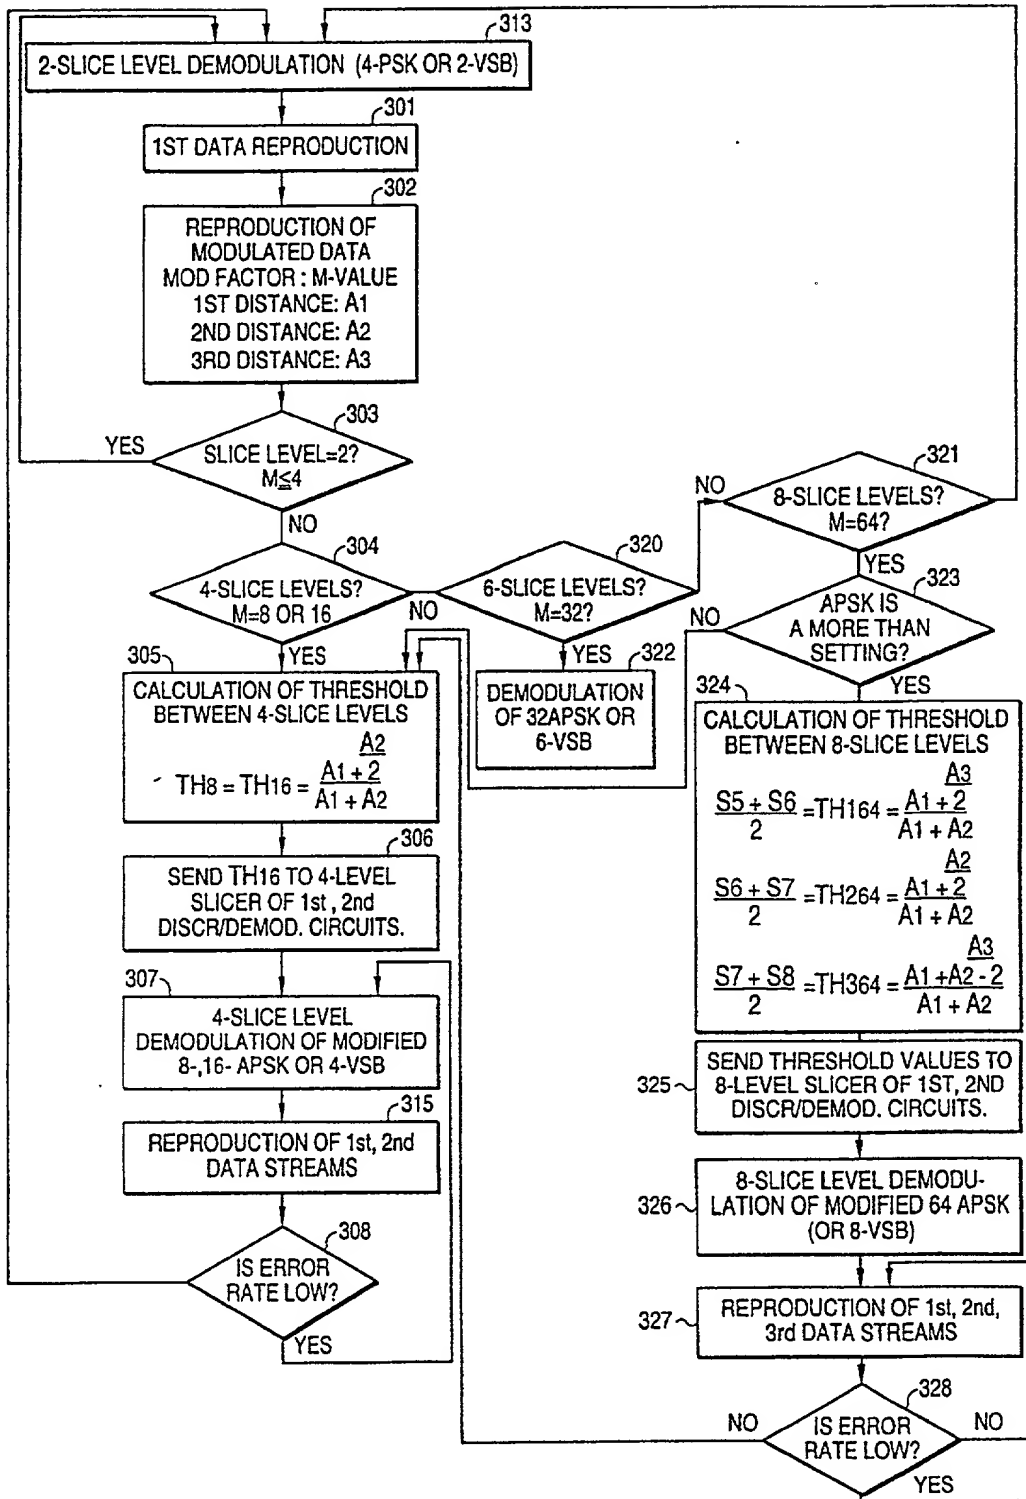 313
2-SLICE LEVEL DEMODULATION (4-PSK OR 2-VSB)
301
1ST DATA REPRODUCTION
302
REPRODUCTION OF
MODULATED DATA
MOD FACTOR : M-VALUE
1ST DISTANCE: A1
2ND DISTANCE: A2
3RD DISTANCE: A3
303
YES
SLICE LEVEL=2?
M≤4
NO
304
4-SLICE LEVELS?
M=8 OR 16
NO
YES
320
6-SLICE LEVELS?
M=32?
YES
322
DEMODULATION
OF 32APSK OR
6-VSB
321
NO
8-SLICE LEVELS?
M=64?
YES
323
NO
APSK IS
A MORE THAN
SETTING?
YES
305
CALCULATION OF THRESHOLD
BETWEEN 4-SLICE LEVELS
A2
TH8 = TH16 = A1 + 2
A1 + A2
306
SEND TH16 TO 4-LEVEL
SLICER OF 1st, 2nd
DISCR/DEMOD. CIRCUITS.
307
4-SLICE LEVEL
DEMODULATION OF MODIFIED
8-,16- APSK OR 4-VSB
315
REPRODUCTION OF 1st, 2nd
DATA STREAMS
308
IS ERROR
RATE LOW?
YES
324
CALCULATION OF THRESHOLD
BETWEEN 8-SLICE LEVELS
A3
S5 + S6 =TH164= A1 + 2
2 A1 + A2
A2
S6 + S7 =TH264= A1 + 2
2 A1 + A2
A3
S7 + S8 =TH364= A1 +A2 - 2
2 A1 + A2
325
SEND THRESHOLD VALUES TO
8-LEVEL SLICER OF 1ST, 2ND
DISCR/DEMOD. CIRCUITS.
326
8-SLICE LEVEL DEMODU-
LATION OF MODIFIED 64 APSK
(OR 8-VSB)
327
REPRODUCTION OF 1st, 2nd,
3rd DATA STREAMS
328
NO
IS ERROR
RATE LOW?
NO
YES